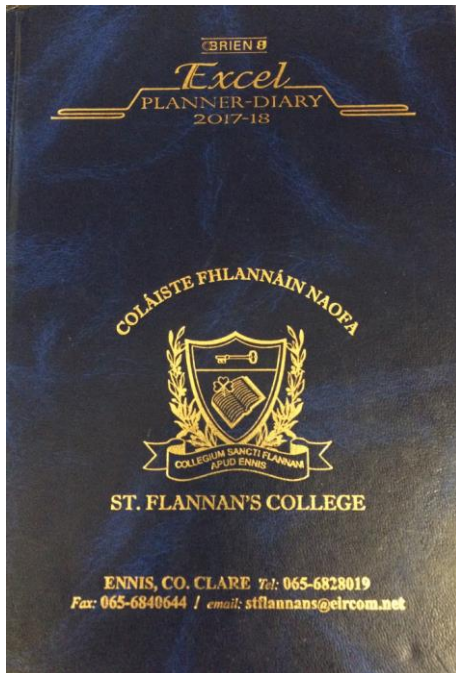 BRIEN
Excel
PLANNER-DIARY
2017-18
COLÁISTE FHLANNÁIN NAOFA
COLLEGIUM SANCTI FLANNANI
APUD ENNIS
ST. FLANNAN'S COLLEGE
ENNIS, CO. CLARE Tel: 065-6828019
Fax: 065-6840644 / email: stflannans@eircom.net